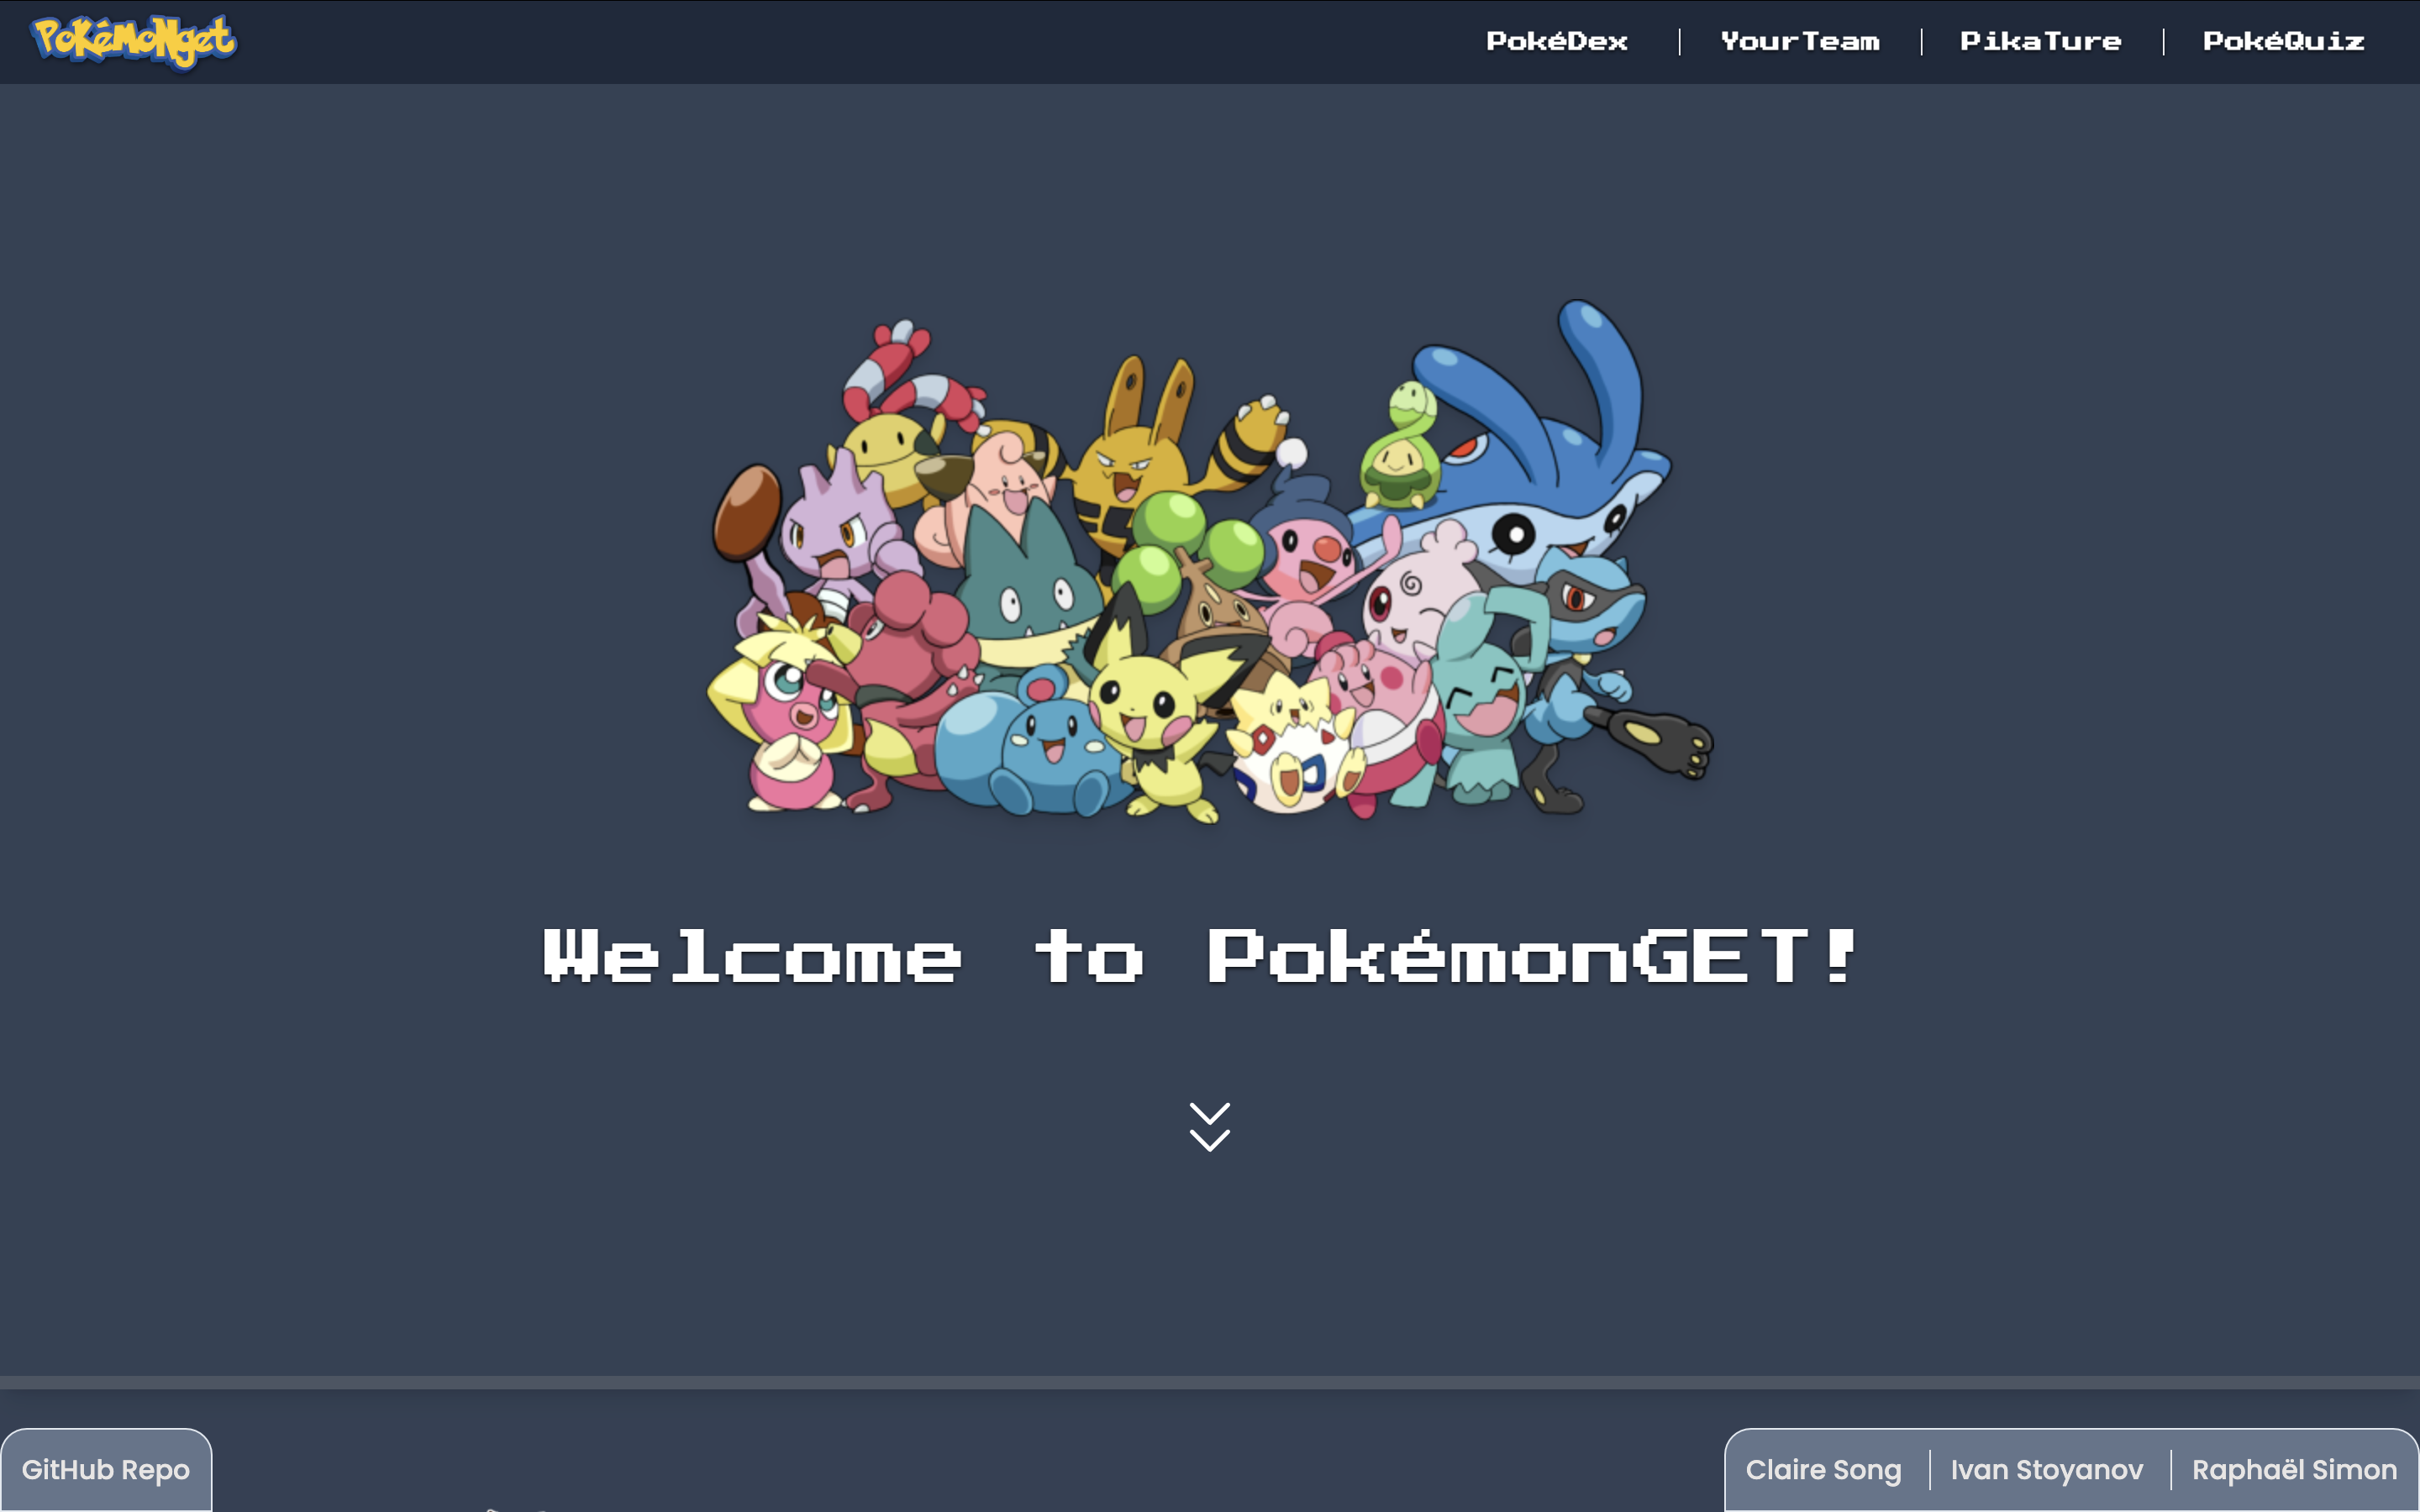 PokémoNget
PokéDex
YourTeam
PikaTure
PokéQuiz
Welcome to PokémonGET!
GitHub Repo
Claire Song
Ivan Stoyanov
Raphaël Simon